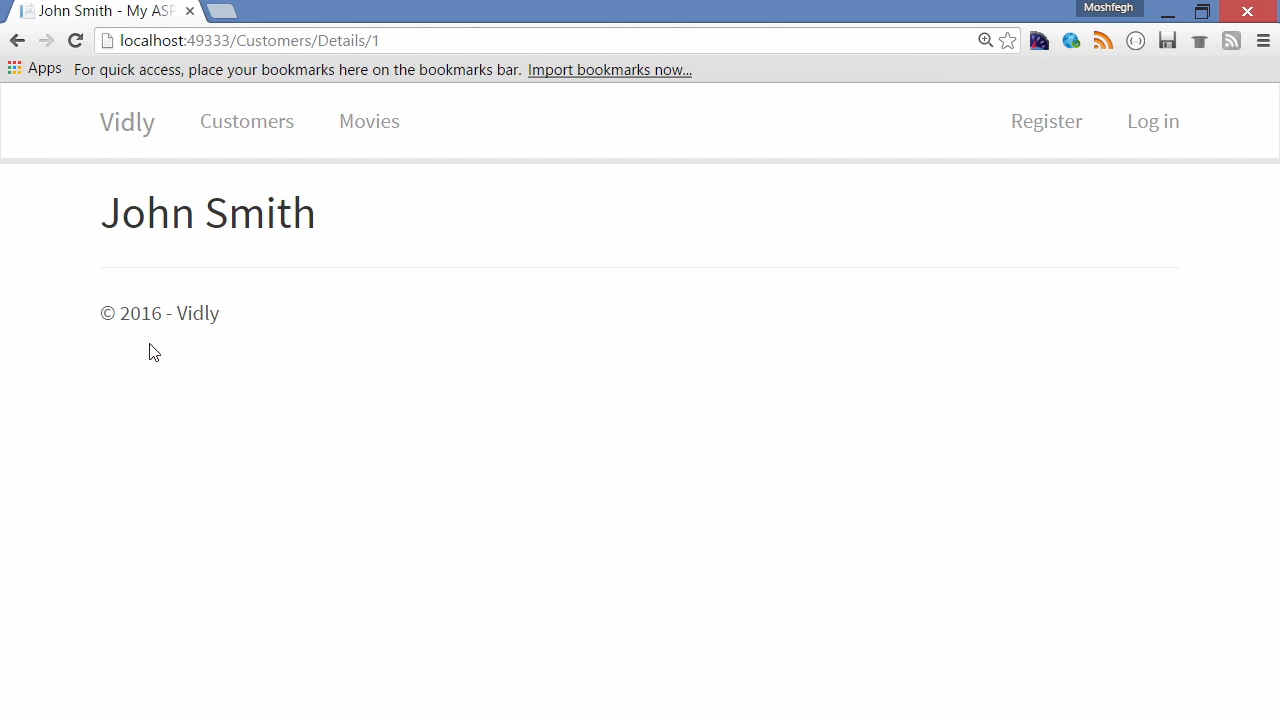 John Smith - My ASP
Moshfegh
localhost:49333/Customers/Details/1
Apps For quick access, place your bookmarks here on the bookmarks bar. Import bookmarks now...
Vidly Customers Movies Register Log in
John Smith
© 2016 - Vidly